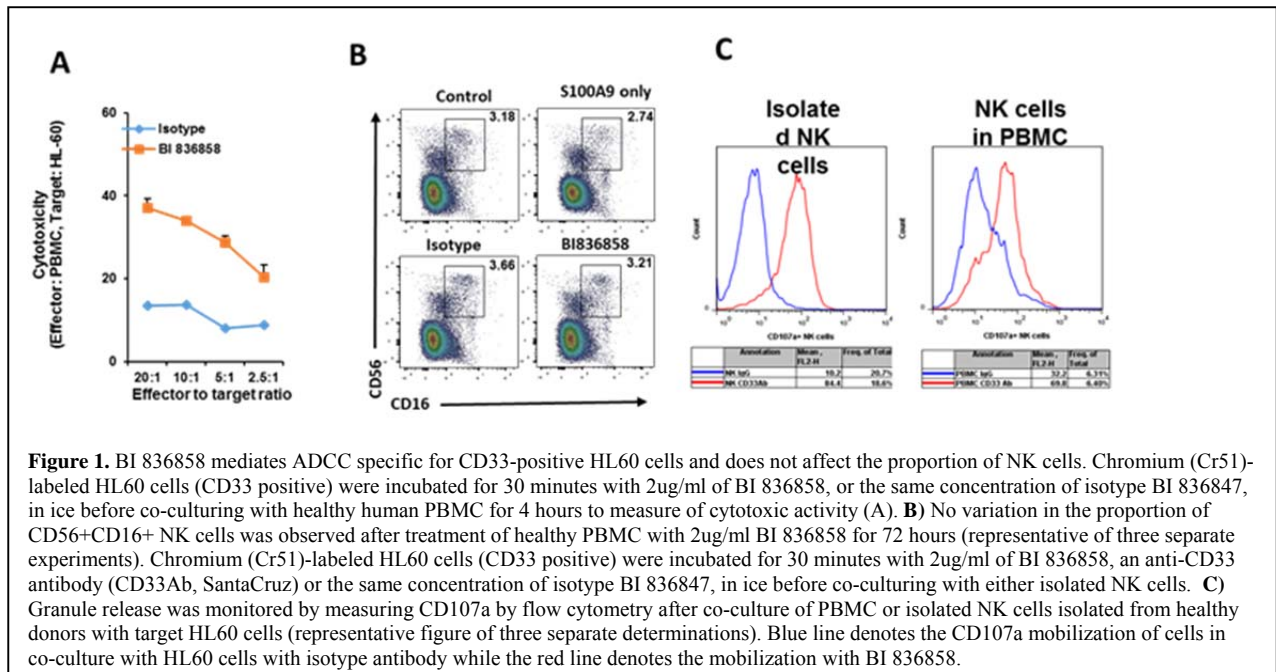 A
60
40
20
0
Isotype
BI 836858
Cytotoxicity
(Effector: PBMC, Target: HL-60)
20:1 10:1 5:1 2.5:1
Effector to target ratio
B
Control
3.18
S100A9 only
2.74
Isotype
3.66
BI836858
3.21
CD56
CD16
C
Isolate
d NK
cells
Count
0
CD107a+ NK cells
Annotation Mean, FL2-H Freq. of Total
NK IgG 10.2 20.7%
NK CD33Ab 84.4 18.6%
NK cells
in PBMC
Count
0
CD107a+ NK cells
Annotation Mean, FL2-H Freq. of Total
PBMC IgG 32.2 6.31%
PBMC CD33 Ab 69.8 6.40%
Figure 1. BI 836858 mediates ADCC specific for CD33-positive HL60 cells and does not affect the proportion of NK cells. Chromium (Cr51)-
labeled HL60 cells (CD33 positive) were incubated for 30 minutes with 2ug/ml of BI 836858, or the same concentration of isotype BI 836847,
in ice before co-culturing with healthy human PBMC for 4 hours to measure of cytotoxic activity (A). B) No variation in the proportion of
CD56+CD16+ NK cells was observed after treatment of healthy PBMC with 2ug/ml BI 836858 for 72 hours (representative of three separate
experiments). Chromium (Cr51)-labeled HL60 cells (CD33 positive) were incubated for 30 minutes with 2ug/ml of BI 836858, an anti-CD33
antibody (CD33Ab, SantaCruz) or the same concentration of isotype BI 836847, in ice before co-culturing with either isolated NK cells. C)
Granule release was monitored by measuring CD107a by flow cytometry after co-culture of PBMC or isolated NK cells isolated from healthy
donors with target HL60 cells (representative figure of three separate determinations). Blue line denotes the CD107a mobilization of cells in
co-culture with HL60 cells with isotype antibody while the red line denotes the mobilization with BI 836858.